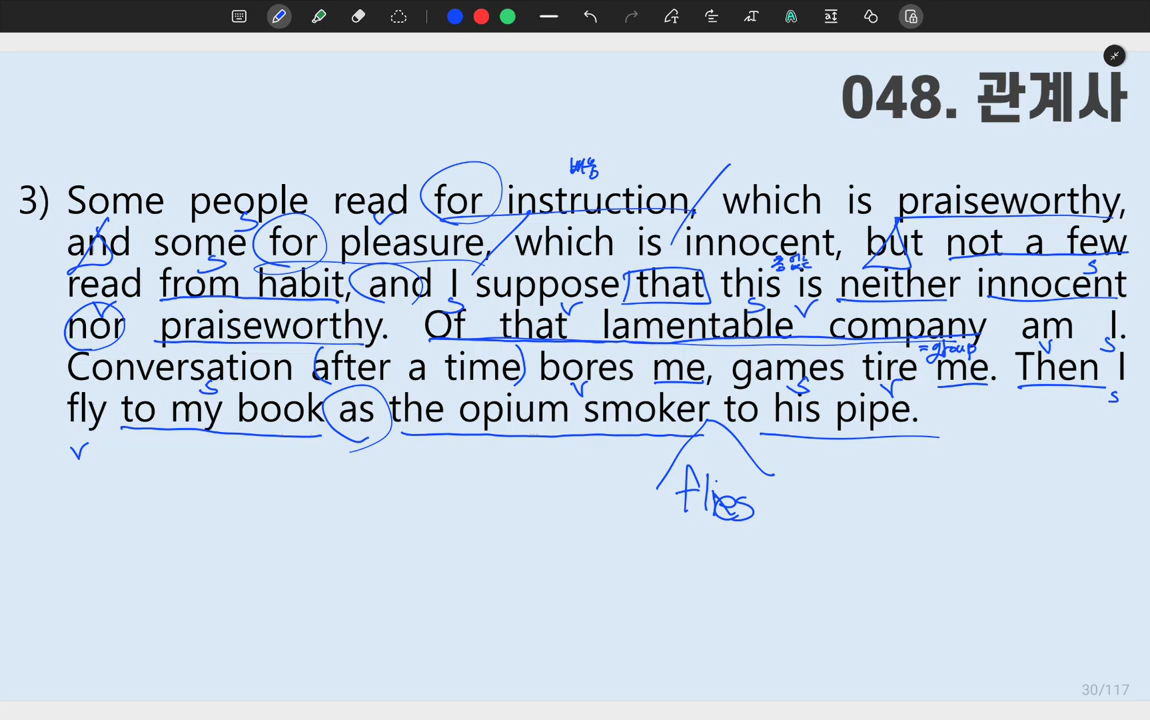 048. 관계사
배움
3) Some people read for instruction, which is praiseworthy,
and some for pleasure, which is innocent, but not a few
S V
S S
read from habit, and I suppose that this is neither innocent
V S V S V
nor praiseworthy. Of that lamentable company am I.
=group V S
Conversation after a time bores me, games tire me. Then I
S V S V S
fly to my book as the opium smoker to his pipe.
V
flies
30/117